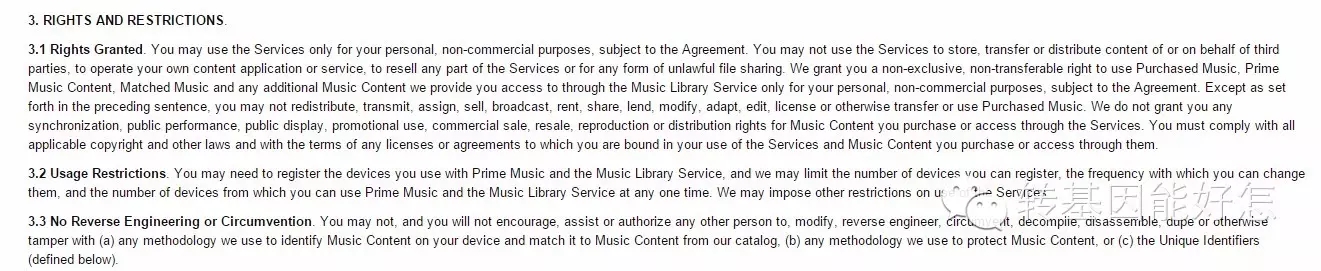 3. RIGHTS AND RESTRICTIONS.
3.1 Rights Granted. You may use the Services only for your personal, non-commercial purposes, subject to the Agreement. You may not use the Services to store, transfer or distribute content of or on behalf of third
parties, to operate your own content application or service, to resell any part of the Services or for any form of unlawful file sharing. We grant you a non-exclusive, non-transferable right to use Purchased Music, Prime
Music Content, Matched Music and any additional Music Content we provide you access to through the Music Library Service only for your personal, non-commercial purposes, subject to the Agreement. Except as set
forth in the preceding sentence, you may not redistribute, transmit, assign, sell, broadcast, rent, share, lend, modify, adapt, edit, license or otherwise transfer or use Purchased Music. We do not grant you any
synchronization, public performance, public display, promotional use, commercial sale, resale, reproduction or distribution rights for Music Content you purchase or access through the Services. You must comply with all
applicable copyright and other laws and with the terms of any licenses or agreements to which you are bound in your use of the Services and Music Content you purchase or access through them.
3.2 Usage Restrictions. You may need to register the devices you use with Prime Music and the Music Library Service, and we may limit the number of devices you can register, the frequency with which you can change
them, and the number of devices from which you can use Prime Music and the Music Library Service at any one time. We may impose other restrictions on use of the Services.
3.3 No Reverse Engineering or Circumvention. You may not, and you will not encourage, assist or authorize any other person to, modify, reverse engineer, circumvent, decompile, disassemble, dupe or otherwise
tamper with (a) any methodology we use to identify Music Content on your device and match it to Music Content from our catalog, (b) any methodology we use to protect Music Content, or (c) the Unique Identifiers
(defined below).
转基因能好怎